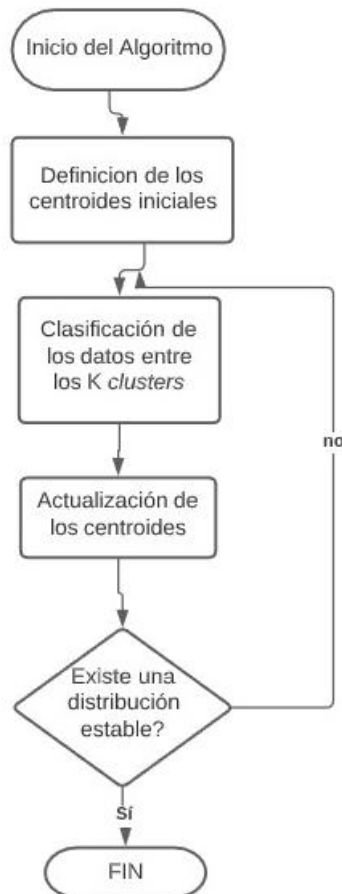 Inicio del Algoritmo
Definicion de los
centroides iniciales
Clasificación de
los datos entre
los K clusters
no
Actualización de
los centroides
Existe una
distribución
estable?
Sí
FIN